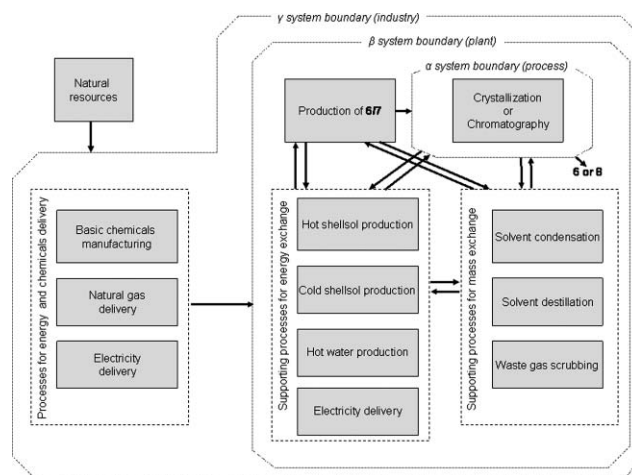 γ system boundary (industry)
β system boundary (plant)
α system boundary (process)
Natural
resources
Production of 6/7
Crystallization
or
Chromatography
6 or 8
Processes for energy and chemicals delivery
Basic chemicals
manufacturing
Natural gas
delivery
Electricity
delivery
Supporting processes for energy exchange
Hot shellsol production
Cold shellsol production
Hot water production
Electricity delivery
Supporting processes for mass exchange
Solvent condensation
Solvent destillation
Waste gas scrubbing